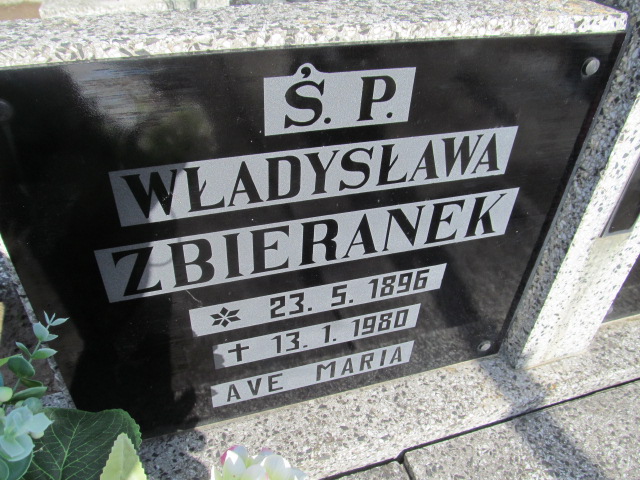 Ś. P.
WŁADYSŁAWA
ZBIERANEK
* 23. 5. 1896
+ 13. 1. 1980
AVE MARIA